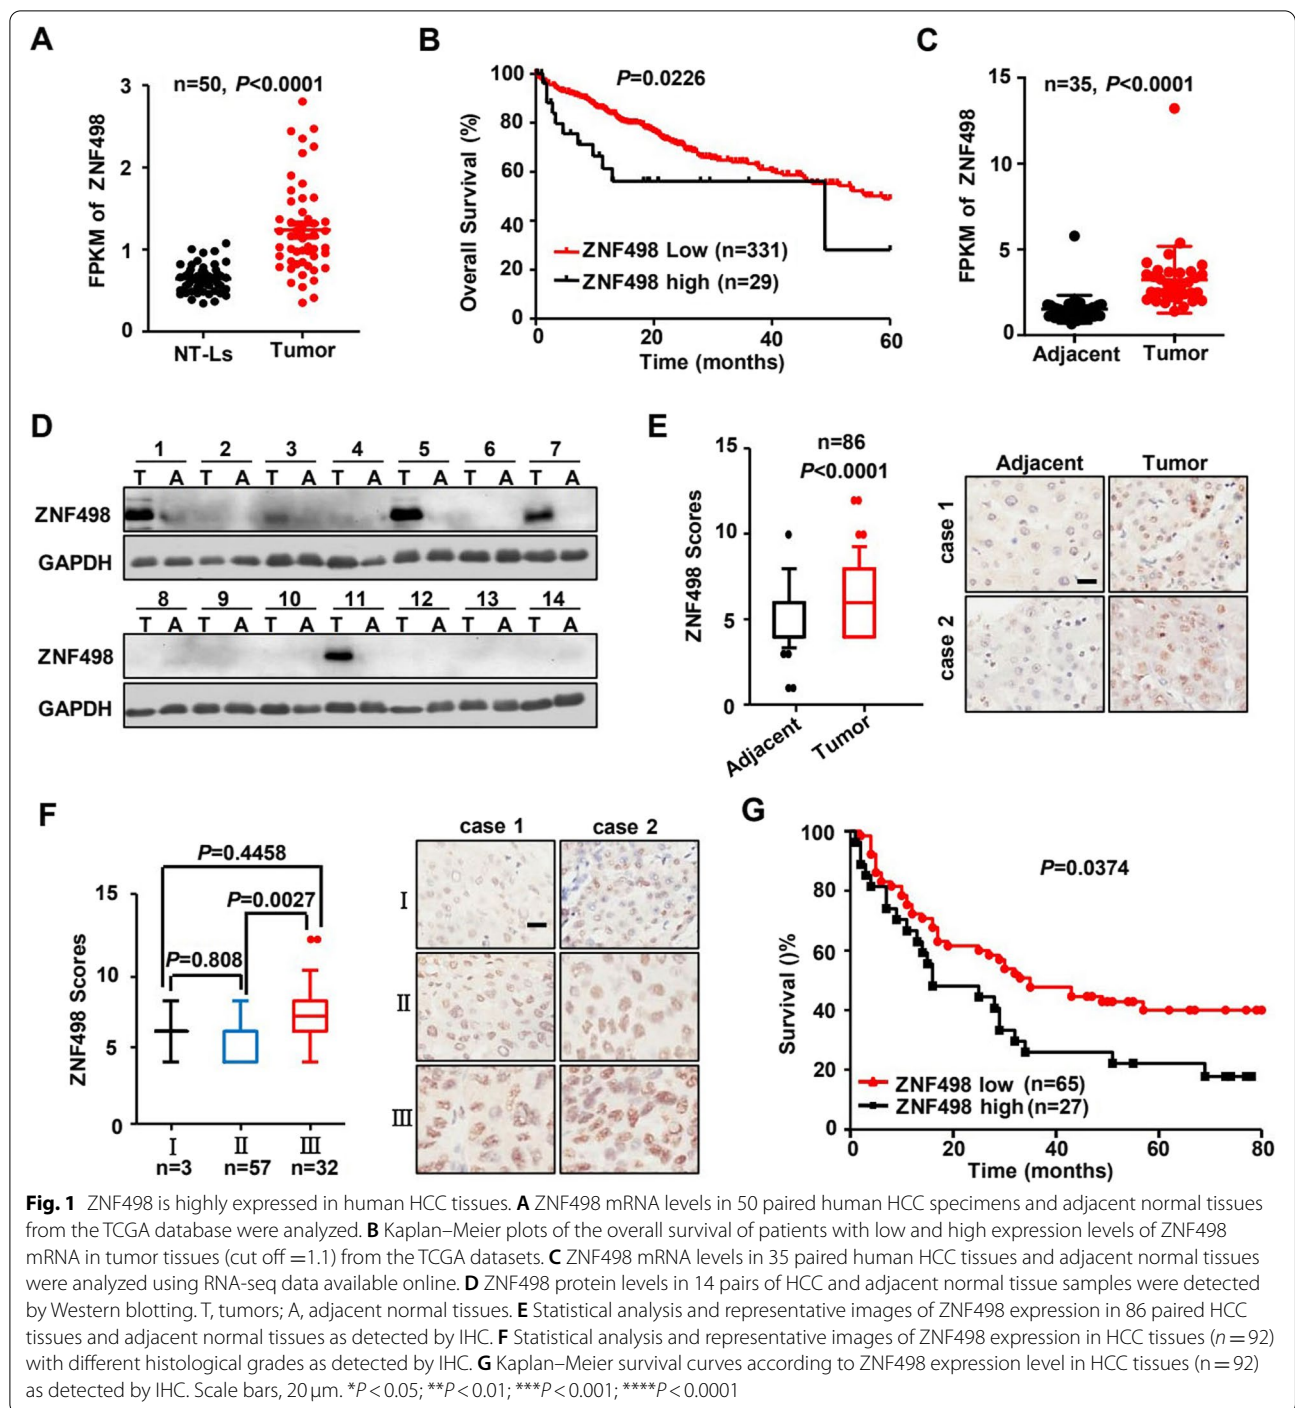 A
n=50, P<0.0001
FPKM of ZNF498
3
2
1
0
NT-Ls
Tumor
B
P=0.0226
Overall Survival (%)
100
80
60
40
20
0
ZNF498 Low (n=331)
ZNF498 high (n=29)
0
20
40
60
Time (months)
C
n=35, P<0.0001
FPKM of ZNF498
15
10
5
0
Adjacent
Tumor
D
1 2 3 4 5 6 7
T A T A T A T A T A T A T A
ZNF498
GAPDH
8 9 10 11 12 13 14
T A T A T A T A T A T A T A
ZNF498
GAPDH
E
n=86
P<0.0001
ZNF498 Scores
15
10
5
0
Adjacent
Tumor
Adjacent Tumor
case 1
case 2
F
P=0.4458
P=0.0027
P=0.808
ZNF498 Scores
15
10
5
0
I II III
n=3 n=57 n=32
case 1 case 2
I
II
III
G
P=0.0374
Survival ()%
100
80
60
40
20
0
ZNF498 low (n=65)
ZNF498 high (n=27)
0 20 40 60 80
Time (months)
Fig. 1 ZNF498 is highly expressed in human HCC tissues. A ZNF498 mRNA levels in 50 paired human HCC specimens and adjacent normal tissues
from the TCGA database were analyzed. B Kaplan–Meier plots of the overall survival of patients with low and high expression levels of ZNF498
mRNA in tumor tissues (cut off =1.1) from the TCGA datasets. C ZNF498 mRNA levels in 35 paired human HCC tissues and adjacent normal tissues
were analyzed using RNA-seq data available online. D ZNF498 protein levels in 14 pairs of HCC and adjacent normal tissue samples were detected
by Western blotting. T, tumors; A, adjacent normal tissues. E Statistical analysis and representative images of ZNF498 expression in 86 paired HCC
tissues and adjacent normal tissues as detected by IHC. F Statistical analysis and representative images of ZNF498 expression in HCC tissues (n = 92)
with different histological grades as detected by IHC. G Kaplan–Meier survival curves according to ZNF498 expression level in HCC tissues (n = 92)
as detected by IHC. Scale bars, 20 μm. *P < 0.05; **P < 0.01; ***P < 0.001; ****P < 0.0001